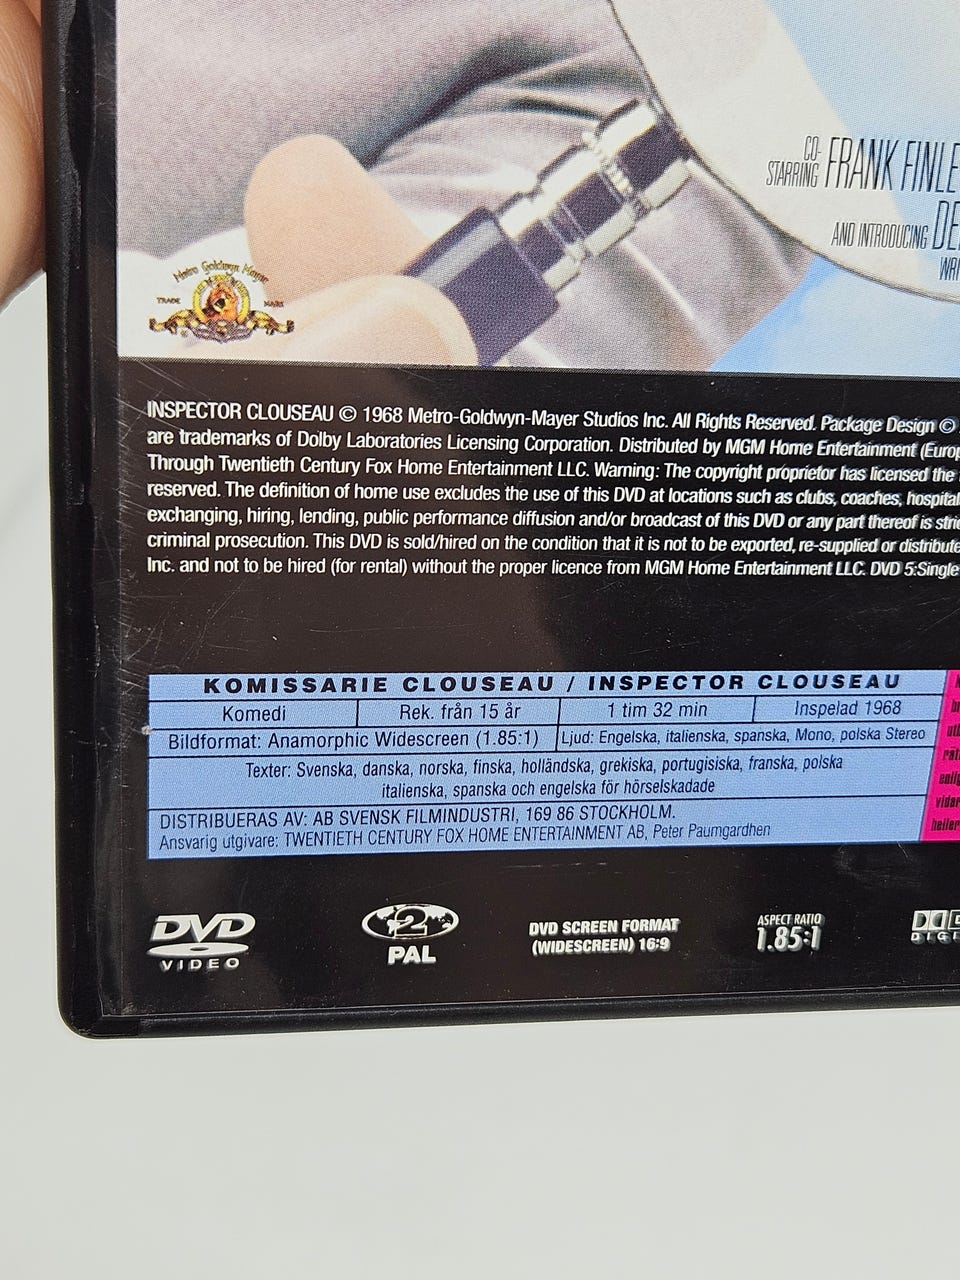 CO-
STARRING FRANK FINLE
AND INTRODUCING DE
WRI
Metro Goldwyn Mayer
TRADE MARK
INSPECTOR CLOUSEAU © 1968 Metro-Goldwyn-Mayer Studios Inc. All Rights Reserved. Package Design ©
are trademarks of Dolby Laboratories Licensing Corporation. Distributed by MGM Home Entertainment (Europ
Through Twentieth Century Fox Home Entertainment LLC. Warning: The copyright proprietor has licensed the
reserved. The definition of home use excludes the use of this DVD at locations such as clubs, coaches, hospital
exchanging, hiring, lending, public performance diffusion and/or broadcast of this DVD or any part thereof is stri
criminal prosecution. This DVD is sold/hired on the condition that it is not to be exported, re-supplied or distribute
Inc. and not to be hired (for rental) without the proper licence from MGM Home Entertainment LLC. DVD 5:Single
KOMISSARIE CLOUSEAU / INSPECTOR CLOUSEAU
Komedi Rek. från 15 år 1 tim 32 min Inspelad 1968
Bildformat: Anamorphic Widescreen (1.85:1) Ljud: Engelska, italienska, spanska, Mono, polska Stereo
Texter: Svenska, danska, norska, finska, holländska, grekiska, portugisiska, franska, polska
italienska, spanska och engelska för hörselskadade
DISTRIBUERAS AV: AB SVENSK FILMINDUSTRI, 169 86 STOCKHOLM.
Ansvarig utgivare: TWENTIETH CENTURY FOX HOME ENTERTAINMENT AB, Peter Paumgardhen
enlig
vidar
heller
DVD
VIDEO
2
PAL
DVD SCREEN FORMAT
(WIDESCREEN) 16:9
ASPECT RATIO
1.85:1